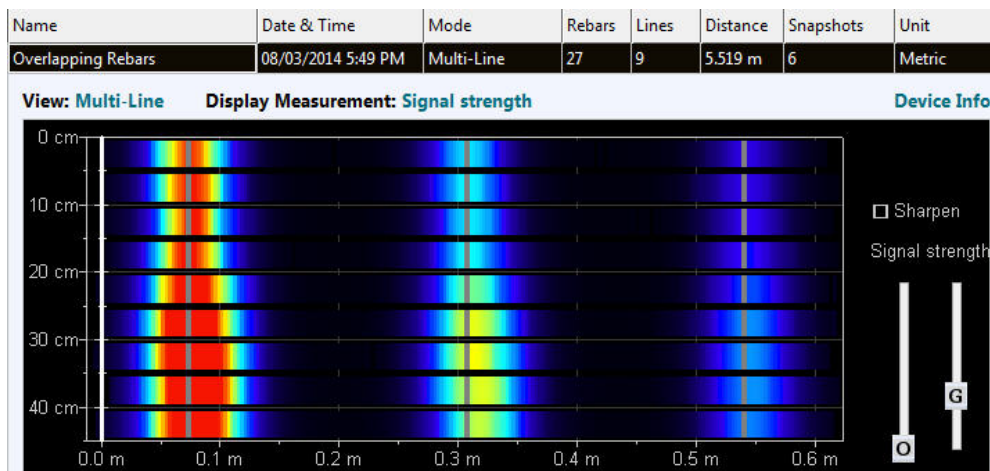 Name Date & Time Mode Rebars Lines Distance Snapshots Unit
Overlapping Rebars 08/03/2014 5:49 PM Multi-Line 27 9 5.519 m 6 Metric
View: Multi-Line Display Measurement: Signal strength Device Info
0 cm
10 cm
Sharpen
Signal strength
20 cm
30 cm
G
40 cm
O
0.0 m 0.1 m 0.2 m 0.3 m 0.4 m 0.5 m 0.6 m